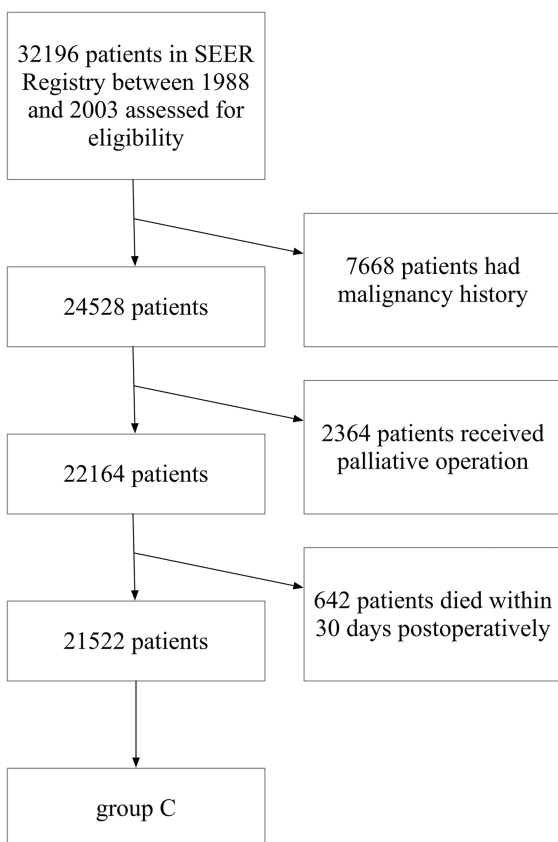 32196 patients in SEER
Registry between 1988
and 2003 assessed for
eligibility
7668 patients had
malignancy history
24528 patients
2364 patients received
palliative operation
22164 patients
642 patients died within
30 days postoperatively
21522 patients
group C